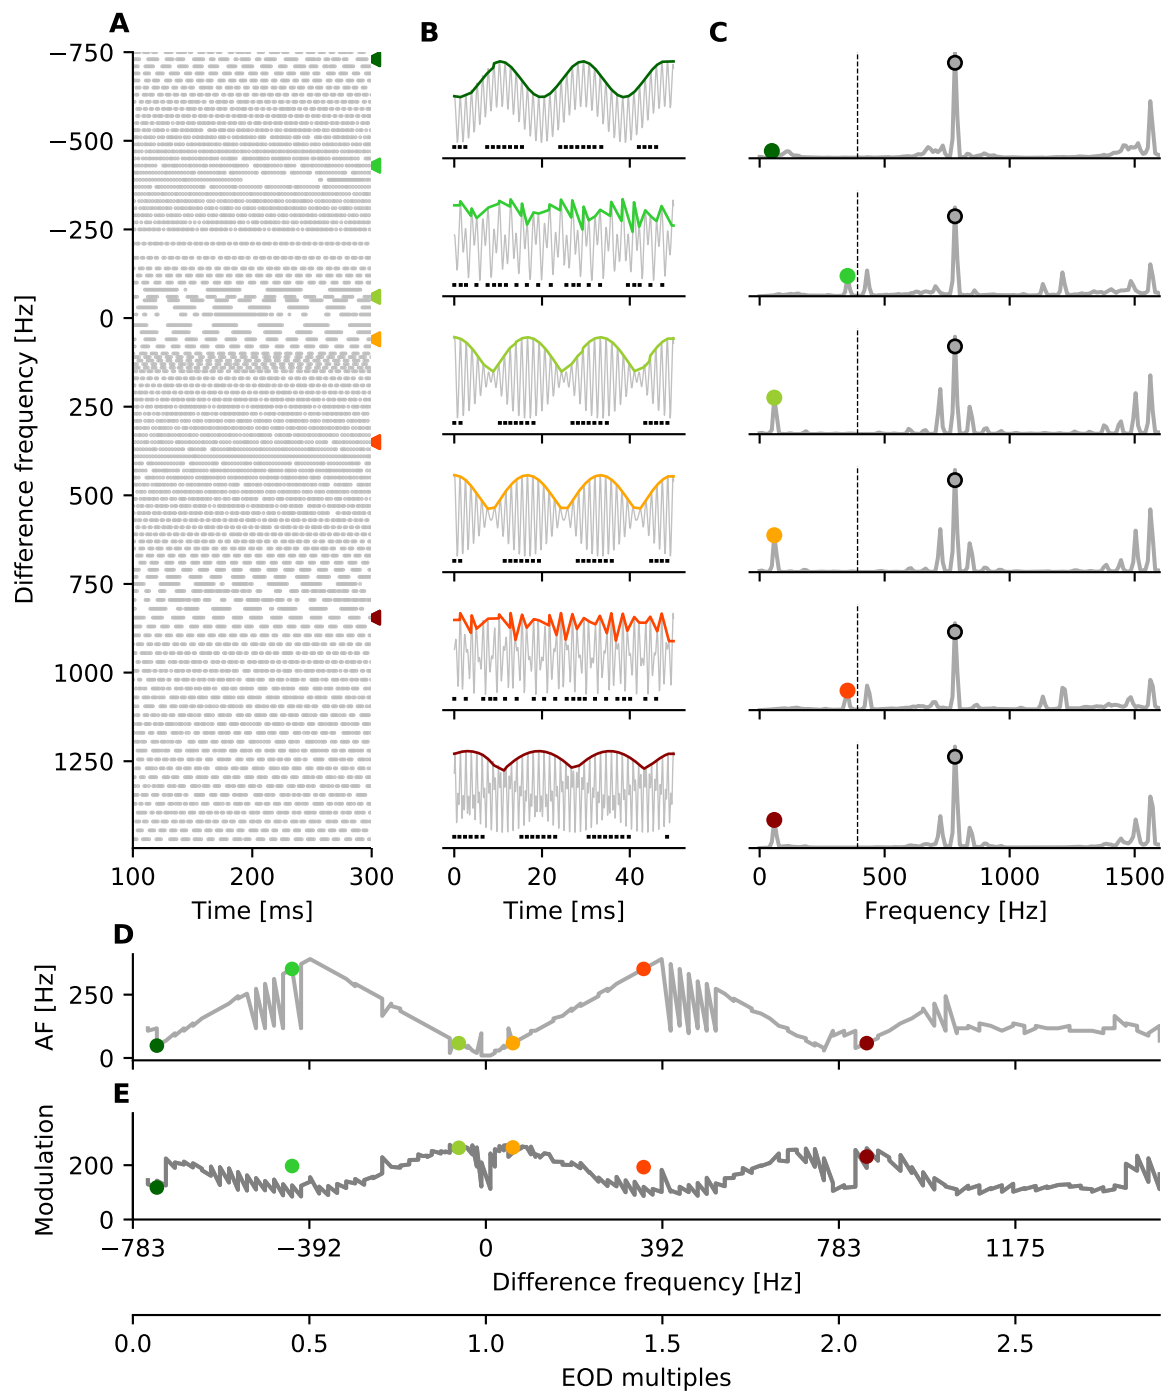 A
B
C
−750
−500
−250
0
250
500
750
1000
1250
Difference frequency [Hz]
100 200 300
Time [ms]
0 20 40
Time [ms]
0 500 1000 1500
Frequency [Hz]
D
250
0
AF [Hz]
E
200
0
Modulation
−783 −392 0 392 783 1175
Difference frequency [Hz]
0.0 0.5 1.0 1.5 2.0 2.5
EOD multiples